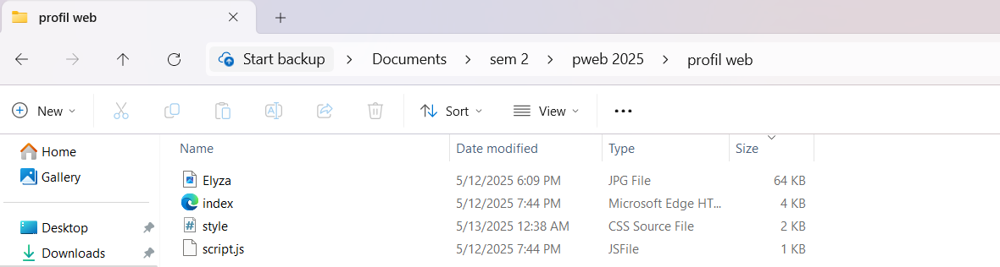 profil web
Start backup > Documents > sem 2 > pweb 2025 > profil web
New Sort View
Home
Gallery
Desktop
Downloads
Name Date modified Type Size
Elyza 5/12/2025 6:09 PM JPG File 64 KB
index 5/12/2025 7:44 PM Microsoft Edge HT... 4 KB
style 5/13/2025 12:38 AM CSS Source File 2 KB
script.js 5/12/2025 7:44 PM JSFile 1 KB